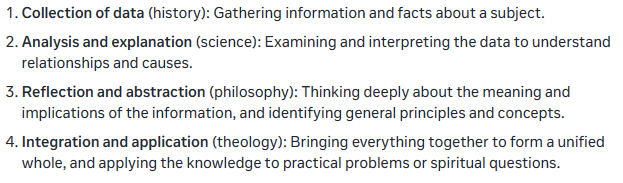 1. Collection of data (history): Gathering information and facts about a subject.
2. Analysis and explanation (science): Examining and interpreting the data to understand
relationships and causes.
3. Reflection and abstraction (philosophy): Thinking deeply about the meaning and
implications of the information, and identifying general principles and concepts.
4. Integration and application (theology): Bringing everything together to form a unified
whole, and applying the knowledge to practical problems or spiritual questions.